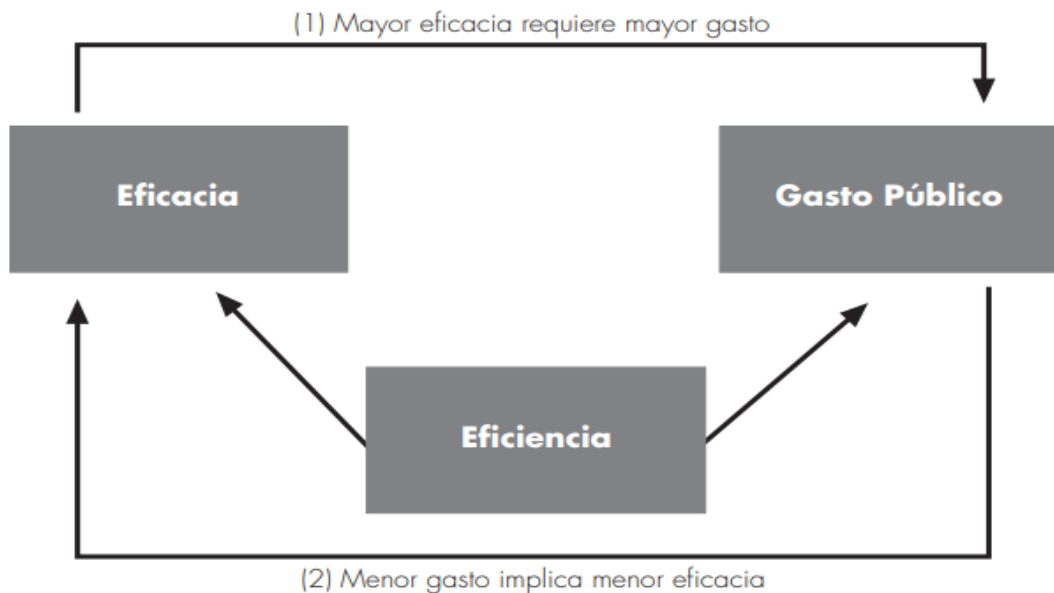 (1) Mayor eficacia requiere mayor gasto
Eficacia
Gasto Público
Eficiencia
(2) Menor gasto implica menor eficacia